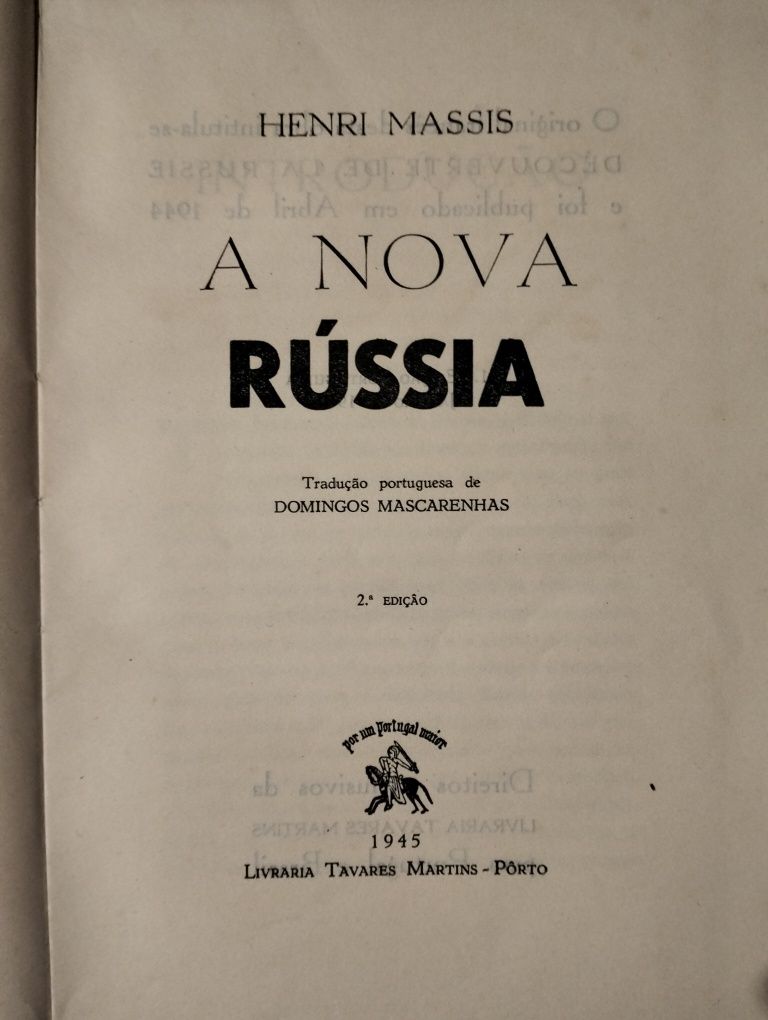 HENRI MASSIS
A NOVA
RÚSSIA
Tradução portuguesa de
DOMINGOS MASCARENHAS
2.ª EDIÇÃO
por um portugal maior
1945
LIVRARIA TAVARES MARTINS - PÔRTO